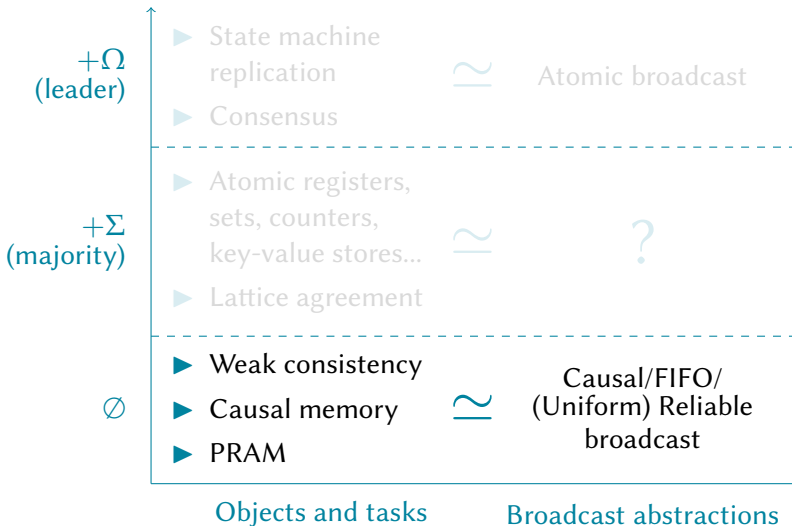 +Ω
(leader)
▶ State machine
replication
▶ Consensus
≃
Atomic broadcast
+Σ
(majority)
▶ Atomic registers,
sets, counters,
key-value stores...
▶ Lattice agreement
≃
?
∅
▶ Weak consistency
▶ Causal memory
▶ PRAM
≃
Causal/FIFO/
(Uniform) Reliable
broadcast
Objects and tasks
Broadcast abstractions